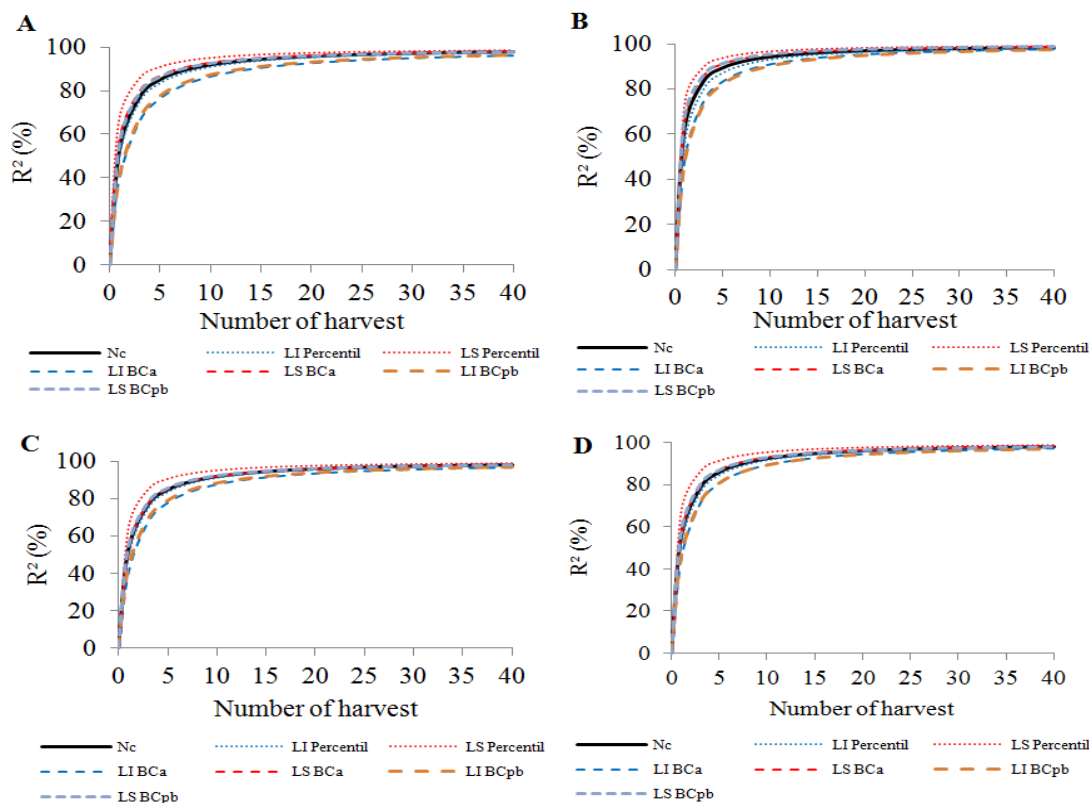 A
100
80
60
40
20
0
R² (%)
0 5 10 15 20 25 30 35 40
Number of harvest
Nc LI Percentil LS Percentil
LI BCa LS BCa LI BCpb
LS BCpb
B
100
80
60
40
20
0
R² (%)
0 5 10 15 20 25 30 35 40
Number of harvest
Nc LI Percentil LS Percentil
LI BCa LS BCa LI BCpb
LS BCpb
C
100
80
60
40
20
0
R² (%)
0 5 10 15 20 25 30 35 40
Number of harvest
Nc LI Percentil LS Percentil
LI BCa LS BCa LI BCpb
LS BCpb
D
100
80
60
40
20
0
R² (%)
0 5 10 15 20 25 30 35 40
Number of harvest
Nc LI Percentil LS Percentil
LI BCa LS BCa LI BCpb
LS BCpb